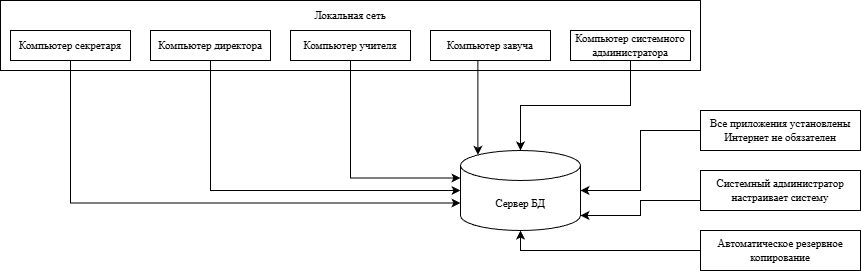 Локальная сеть
Компьютер секретаря
Компьютер директора
Компьютер учителя
Компьютер завуча
Компьютер системного
администратора
Все приложения установлены
Интернет не обязателен
Сервер БД
Системный администратор
настраивает систему
Автоматическое резервное
копирование